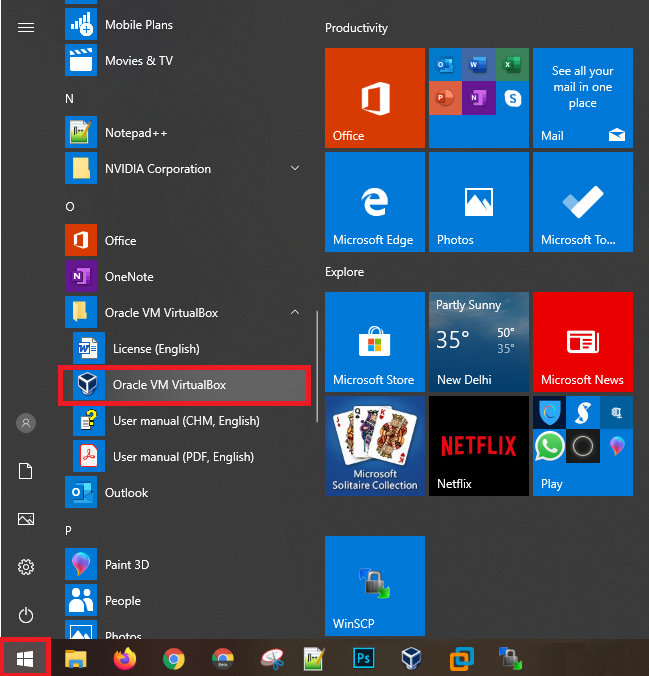 Mobile Plans
Movies & TV
N
Notepad++
NVIDIA Corporation
O
Office
OneNote
Oracle VM VirtualBox
License (English)
Oracle VM VirtualBox
User manual (CHM, English)
User manual (PDF, English)
Outlook
P
Paint 3D
People
Photos
Productivity
Office
See all your
mail in one
place
Mail
Microsoft Edge
Photos
Microsoft To...
Explore
Microsoft Store
Partly Sunny
35° 50°
35°
New Delhi
Microsoft News
Microsoft
Solitaire Collection
NETFLIX
Netflix
Play
WinSCP
Ps